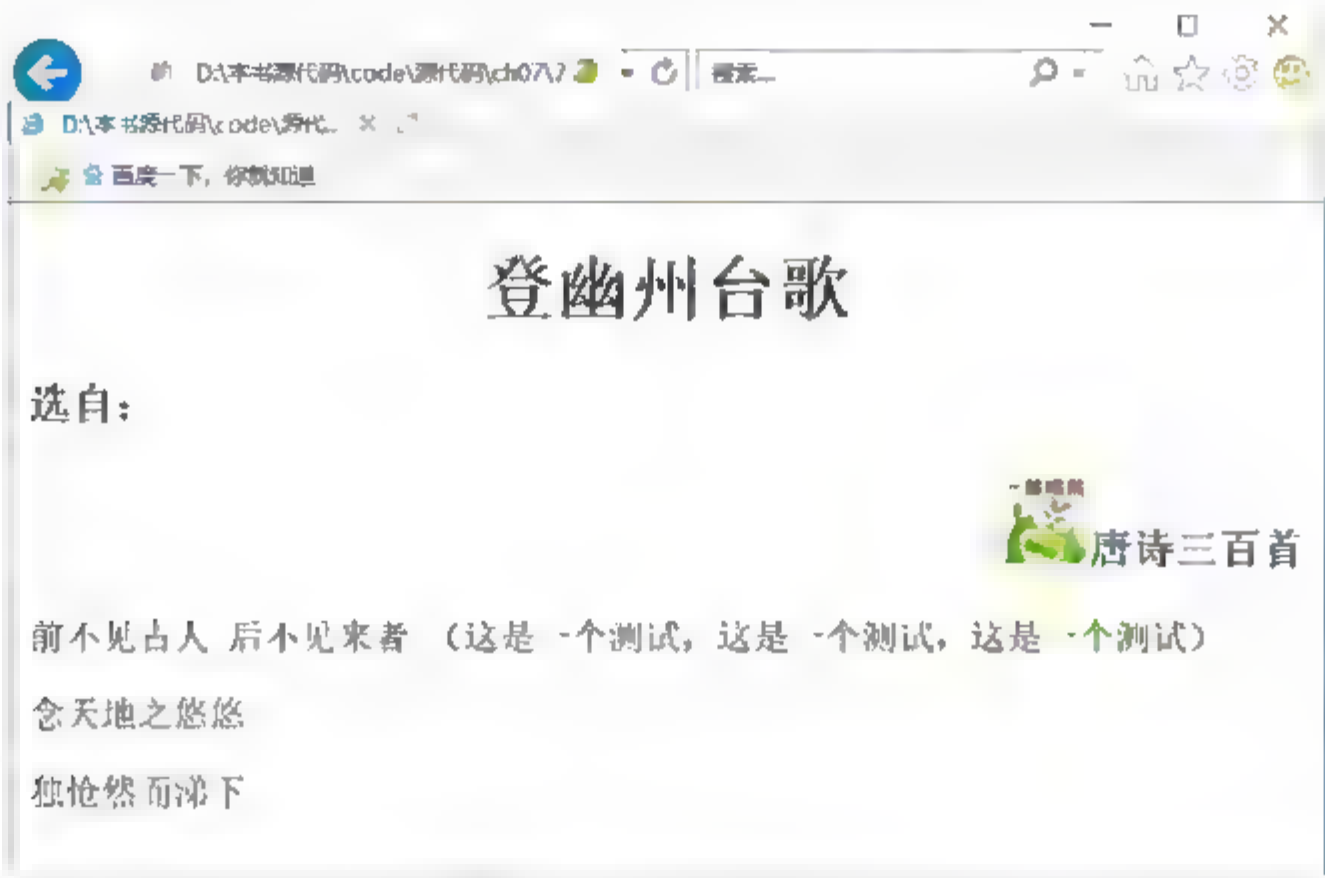 D:\本书源代码\code\源代码\ch07\7 搜索...
D:\本书源代码\code\源代...
百度一下，你就知道
登幽州台歌
选自：
唐诗三百首
前不见古人 后不见来者 （这是一个测试，这是一个测试，这是一个测试）
念天地之悠悠
独怆然而涕下